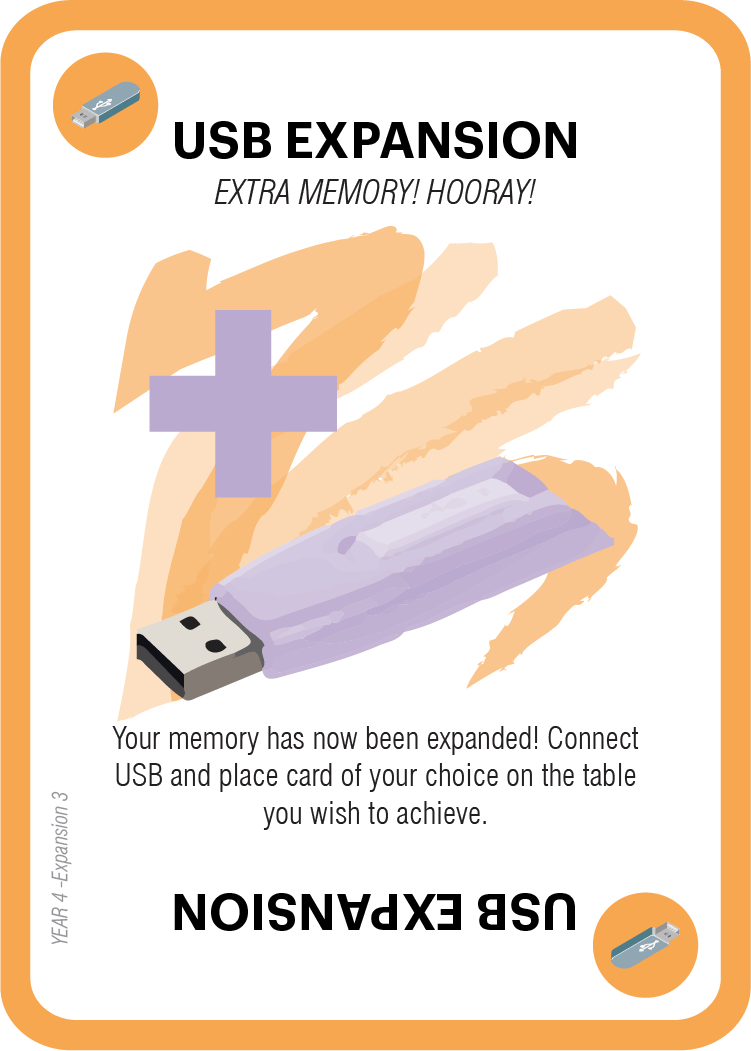 USB EXPANSION
EXTRA MEMORY! HOORAY!
Your memory has now been expanded! Connect
USB and place card of your choice on the table
you wish to achieve.
YEAR 4 -Expansion 3
USB EXPANSION